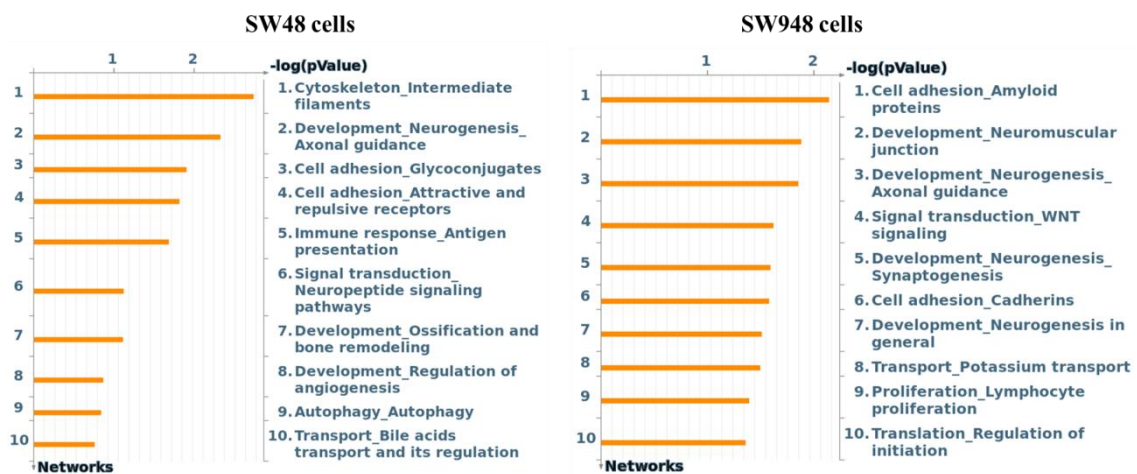 SW48 cells
1
2
-log(pValue)
1
1. Cytoskeleton_Intermediate
filaments
2
2. Development_Neurogenesis_
Axonal guidance
3
3. Cell adhesion_Glycoconjugates
4
4. Cell adhesion_Attractive and
repulsive receptors
5
5. Immune response_Antigen
presentation
6
6. Signal transduction_
Neuropeptide signaling
pathways
7
7. Development_Ossification and
bone remodeling
8
8. Development_Regulation of
angiogenesis
9
9. Autophagy_Autophagy
10
10. Transport_Bile acids
transport and its regulation
Networks
SW948 cells
1
2
-log(pValue)
1
1. Cell adhesion_Amyloid
proteins
2
2. Development_Neuromuscular
junction
3
3. Development_Neurogenesis_
Axonal guidance
4
4. Signal transduction_WNT
signaling
5
5. Development_Neurogenesis_
Synaptogenesis
6
6. Cell adhesion_Cadherins
7
7. Development_Neurogenesis in
general
8
8. Transport_Potassium transport
9
9. Proliferation_Lymphocyte
proliferation
10
10. Translation_Regulation of
initiation
Networks